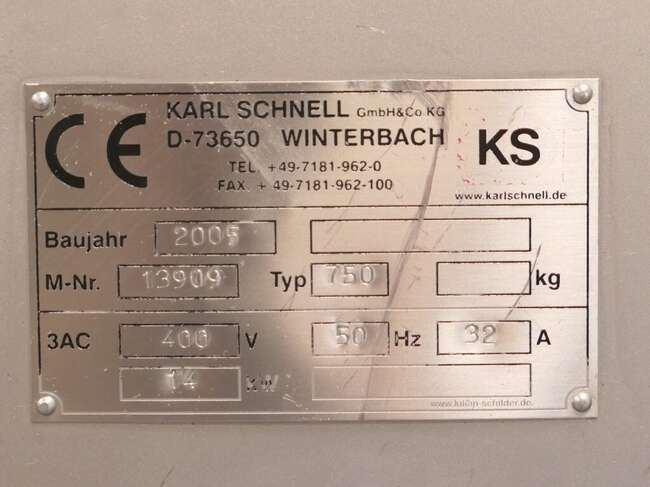 CE
KARL SCHNELL GmbH&Co KG
D-73650 WINTERBACH
TEL +49-7181-962-0
FAX. + 49-7181-962-100
KS
www.karlschnell.de
Baujahr 2005
M-Nr. 13909 Typ 750 kg
3AC 400 V 50 Hz 32 A
14 kW